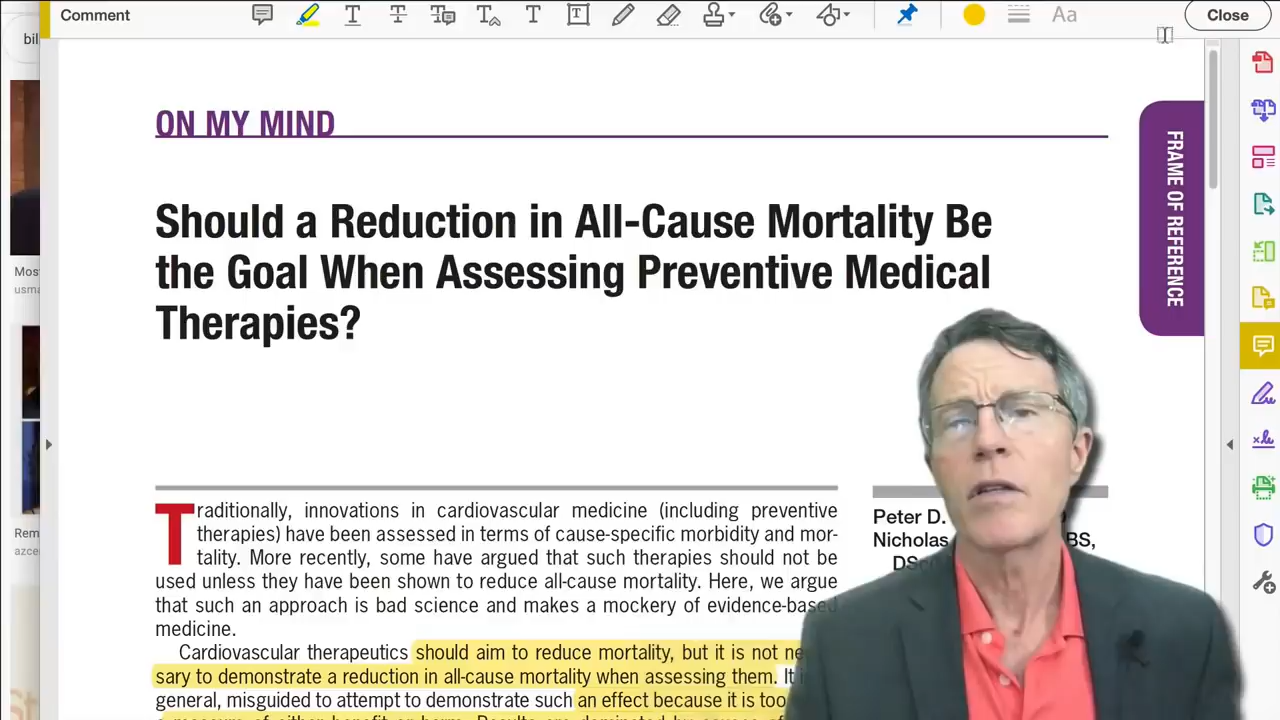 bil
Comment
Aa
Close
ON MY MIND
FRAME OF REFERENCE
Should a Reduction in All-Cause Mortality Be
the Goal When Assessing Preventive Medical
Therapies?
Most
usma
Traditionally, innovations in cardiovascular medicine (including preventive
therapies) have been assessed in terms of cause-specific morbidity and mor-
tality. More recently, some have argued that such therapies should not be
used unless they have been shown to reduce all-cause mortality. Here, we argue
that such an approach is bad science and makes a mockery of evidence-based
medicine.
Cardiovascular therapeutics should aim to reduce mortality, but it is not
sary to demonstrate a reduction in all-cause mortality when assessing them. It
general, misguided to attempt to demonstrate such an effect because it is too
Peter D.
Nicholas BS,
DSc
Rem
azce